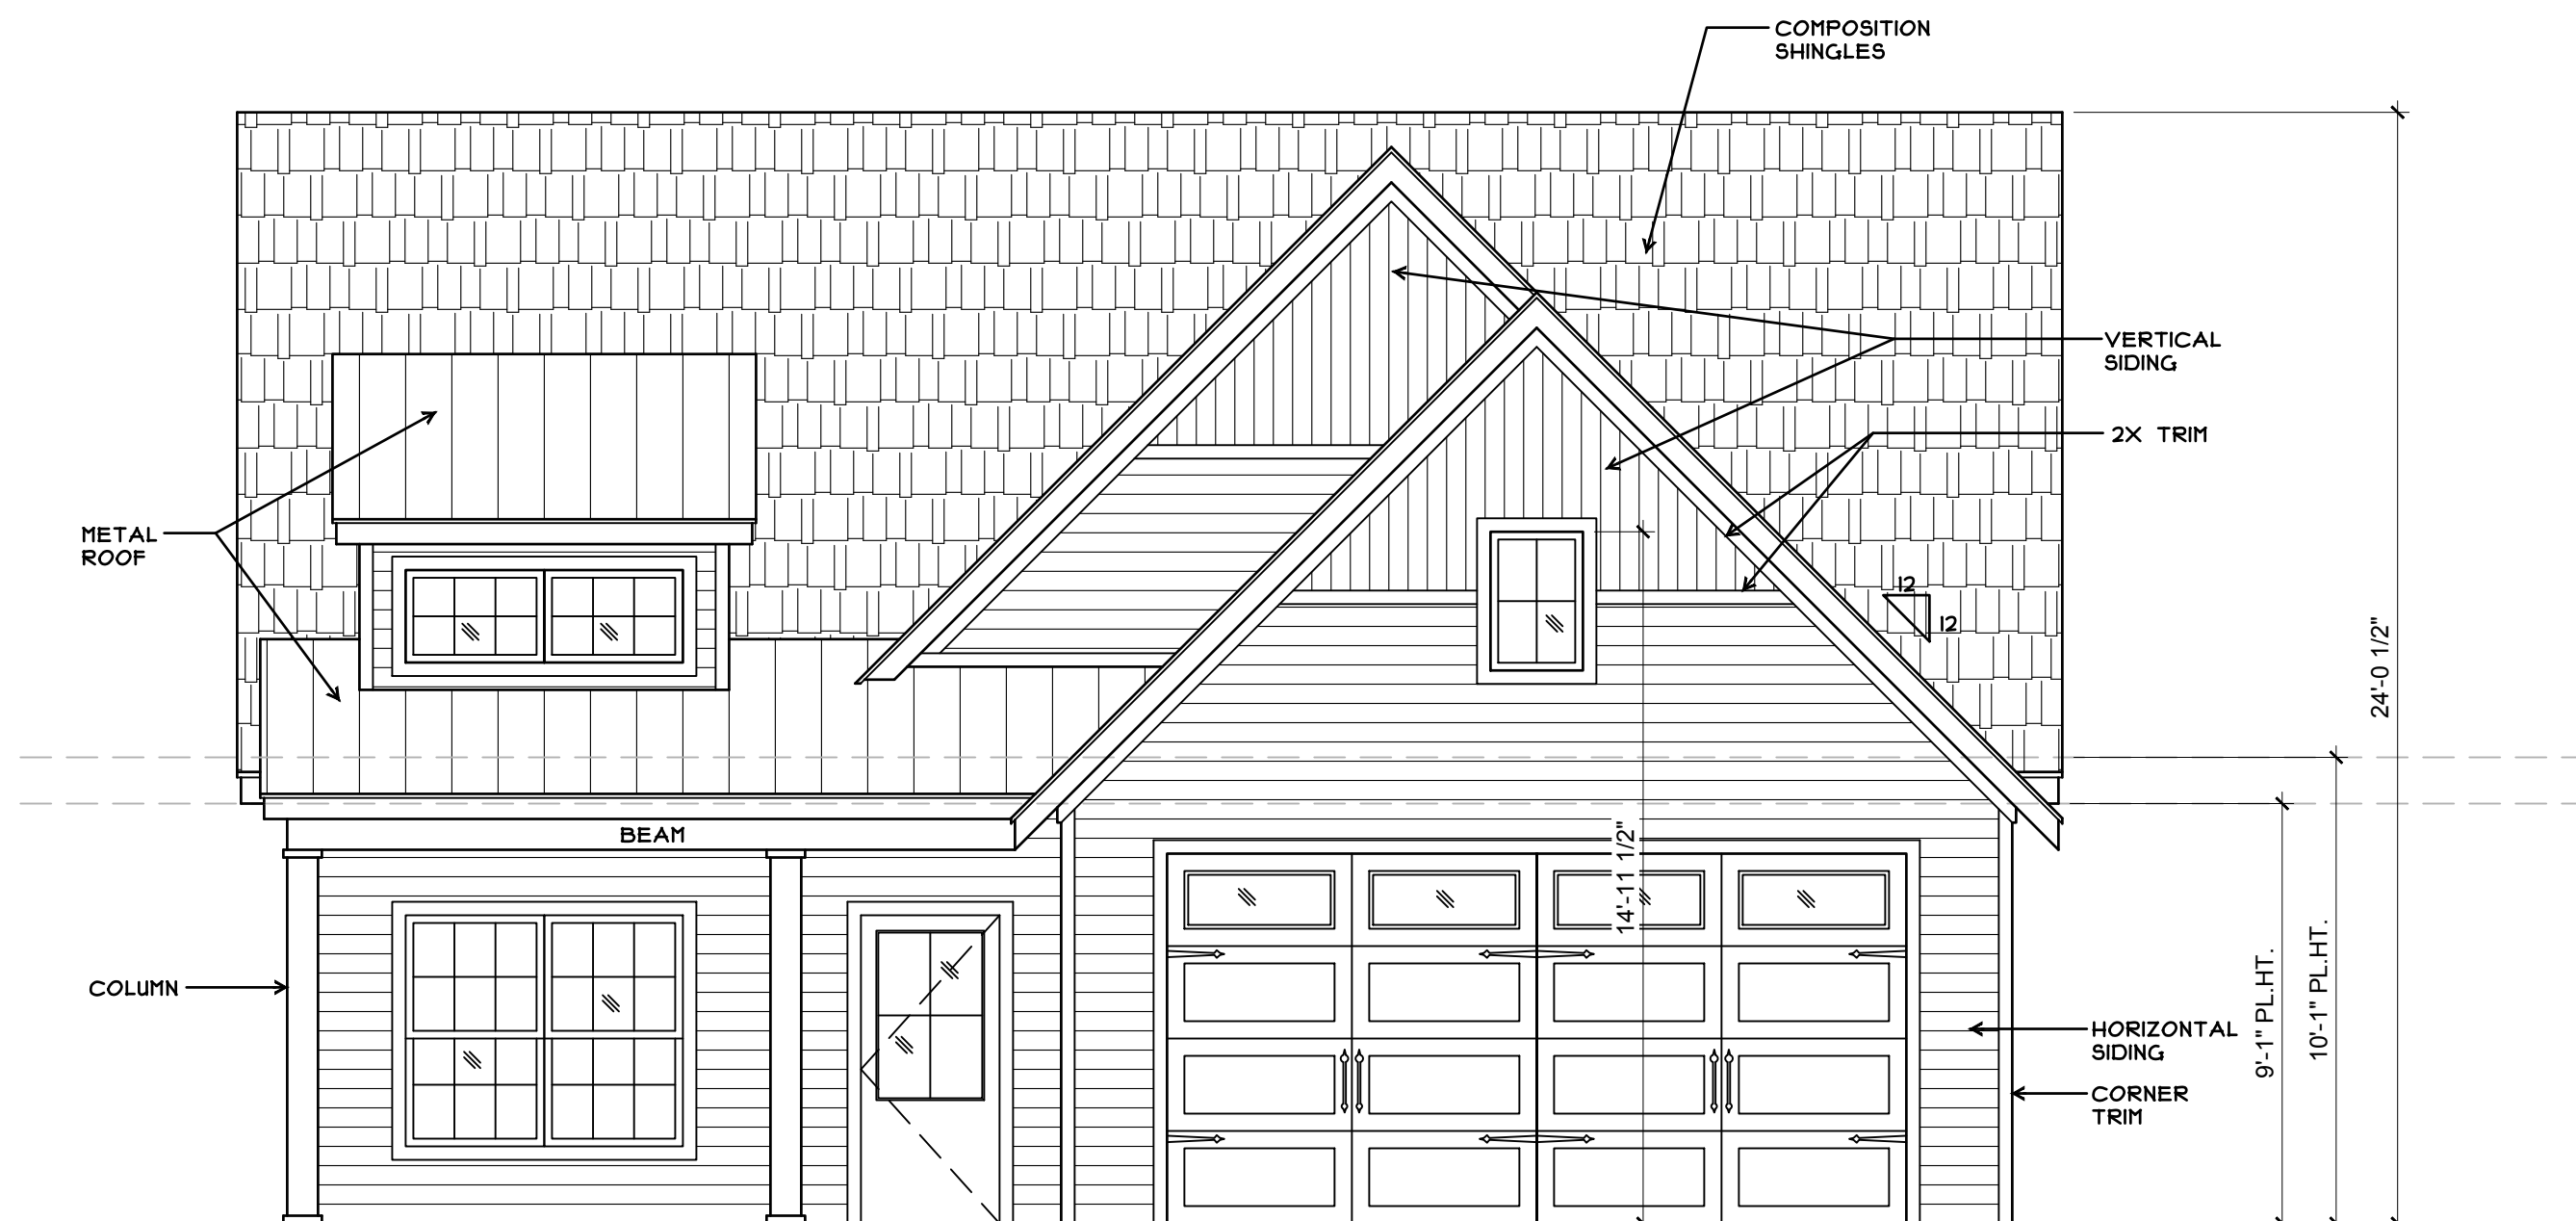 COMPOSITION
SHINGLES
VERTICAL
SIDING
2X TRIM
METAL
ROOF
12
12
24'-0 1/2"
BEAM
14'-11 1/2"
COLUMN
9'-1" PL.HT.
10'-1" PL.HT.
HORIZONTAL
SIDING
CORNER
TRIM